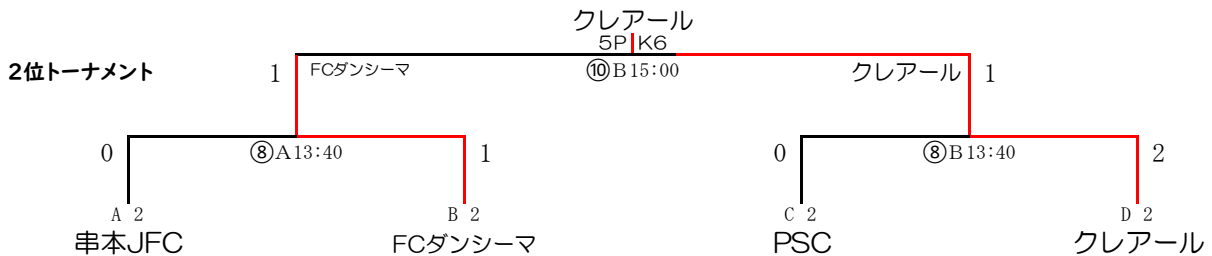 クレアール
5P K6
2位トーナメント 1 FCダンシーマ ⑩B15:00 クレアール 1
0 ⑧A13:40 1 0 ⑧B13:40 2
A 2 B 2 C 2 D 2
串本JFC FCダンシーマ PSC クレアール